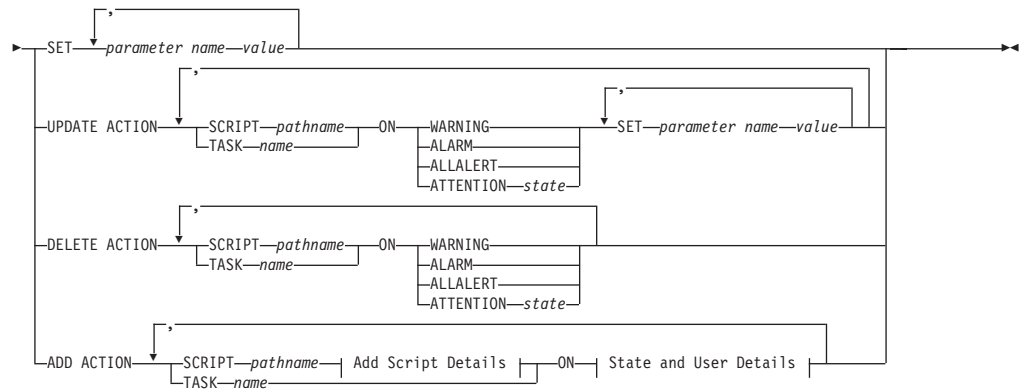 ,
SET parameter name value
,
,
UPDATE ACTION SCRIPT pathname ON WARNING SET parameter name value
TASK name ALARM
ALLALERT
ATTENTION state
,
DELETE ACTION SCRIPT pathname ON WARNING
TASK name ALARM
ALLALERT
ATTENTION state
,
ADD ACTION SCRIPT pathname Add Script Details ON State and User Details
TASK name